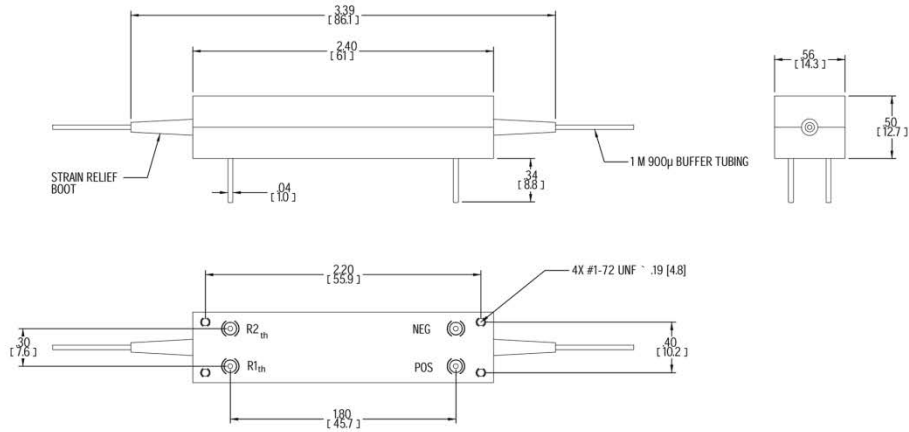 3.39
[ 86.1 ]
2.40
[ 61 ]
.56
[ 14.3 ]
.50
[ 12.7 ]
STRAIN RELIEF
BOOT
.04
[ 1.0 ]
.34
[ 8.8 ]
1 M 900µ BUFFER TUBING
2.20
[ 55.9 ]
4X #1-72 UNF ` .19 [4.8]
R2th
NEG
.30
[ 7.6 ]
.40
[ 10.2 ]
R1th
POS
1.80
[ 45.7 ]